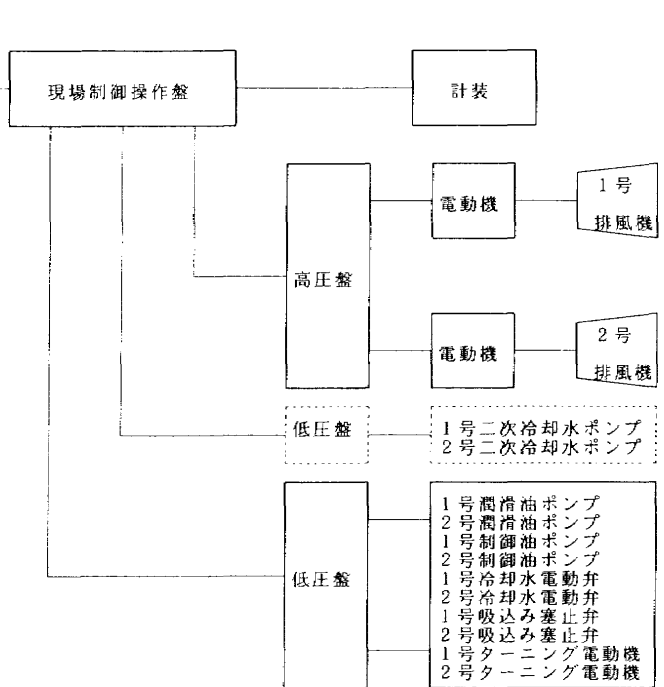 現場制御操作盤
計装
高圧盤
電動機
1号
排風機
電動機
2号
排風機
低圧盤
1号二次冷却水ポンプ
2号二次冷却水ポンプ
低圧盤
1号潤滑油ポンプ
2号潤滑油ポンプ
1号制御油ポンプ
2号制御油ポンプ
1号冷却水電動弁
2号冷却水電動弁
1号吸込み塞止弁
2号吸込み塞止弁
1号ターニング電動機
2号ターニング電動機